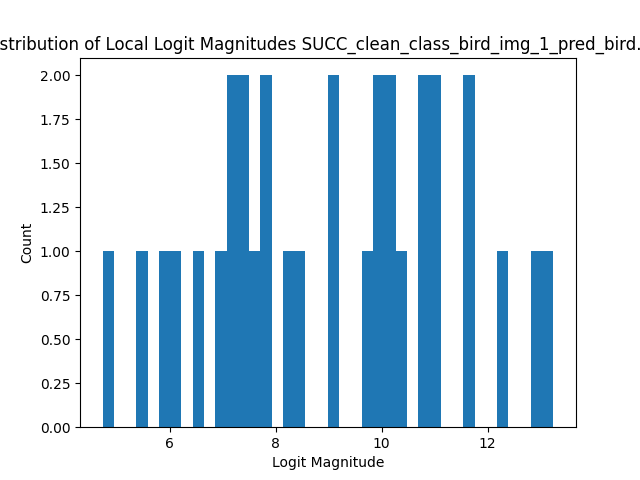 stribution of Local Logit Magnitudes SUCC_clean_class_bird_img_1_pred_bird.
2.00
1.75
1.50
1.25
1.00
0.75
0.50
0.25
0.00
Count
6 8 10 12
Logit Magnitude